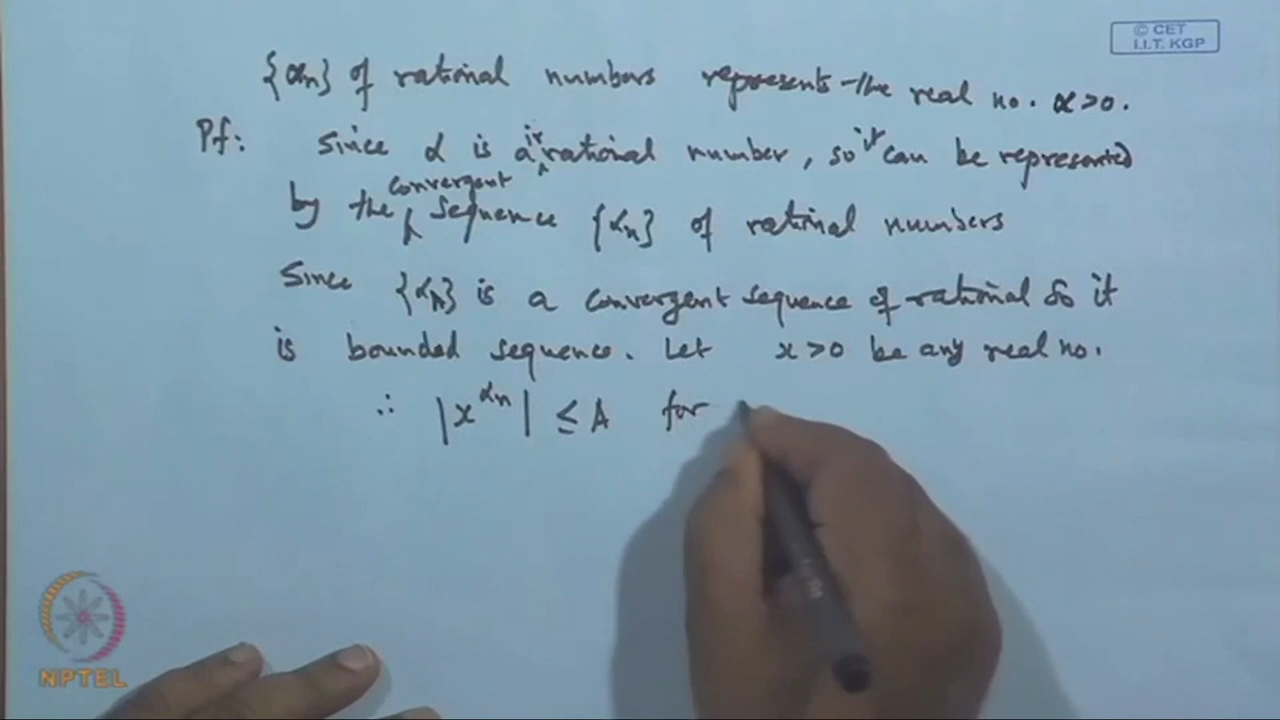 © CET
I.I.T. KGP
{αn} of rational numbers represents the real no. α>0.
Pf: Since α is a irrational number, so it can be represented
by the convergent sequence {αn} of rational numbers
Since {αn} is a convergent sequence of rational so it
is bounded sequence. Let x>0 be any real no.
∴ |x^αn| ≤ A for
NPTEL